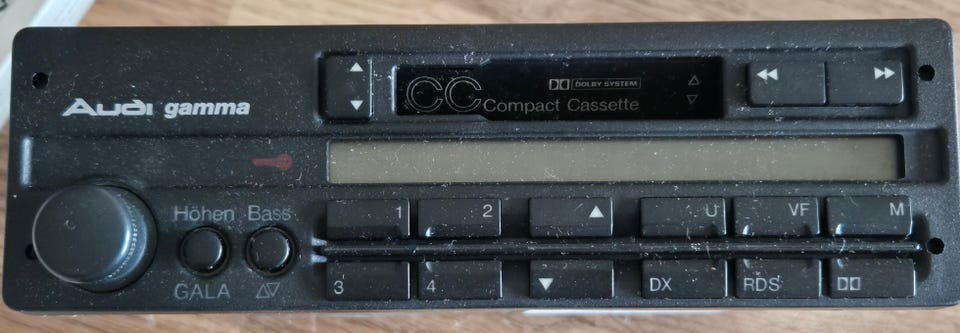 Audi gamma
CC Compact Cassette
DOLBY SYSTEM
Höhen Bass
GALA
1 2 U VF M
3 4 DX RDS